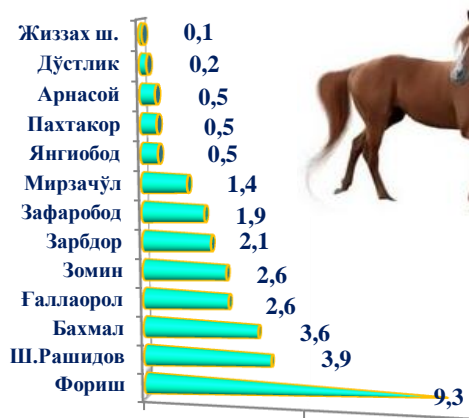 Жиззах ш. 0,1
Дўстлик 0,2
Арнасой 0,5
Пахтакор 0,5
Янгиобод 0,5
Мирзачўл 1,4
Зафаробод 1,9
Зарбдор 2,1
Зомин 2,6
Ғаллаорол 2,6
Бахмал 3,6
Ш.Рашидов 3,9
Фориш 9,3